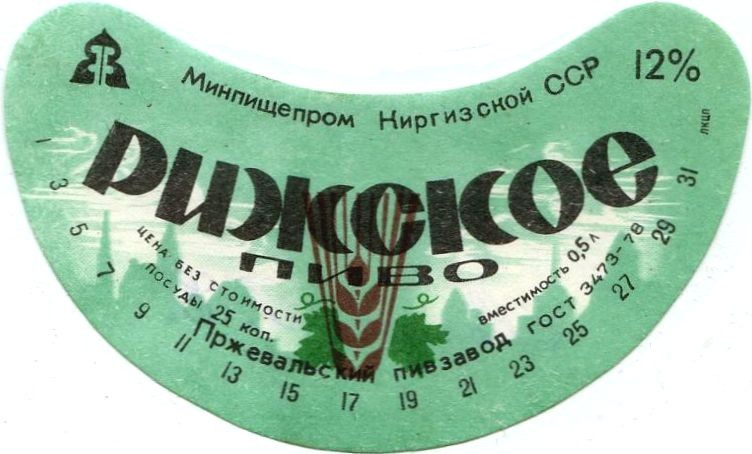 Минпищепром Киргизской ССР
12%
лкцп
РИЖСКОЕ
ПИВО
ЦЕНА БЕЗ СТОИМОСТИ
ПОСУДЫ 25 коп.
вместимость 0,5 л
Пржевальский пивзавод ГОСТ 3473-78
1 3 5 7 9 11 13 15 17 19 21 23 25 27 29 31